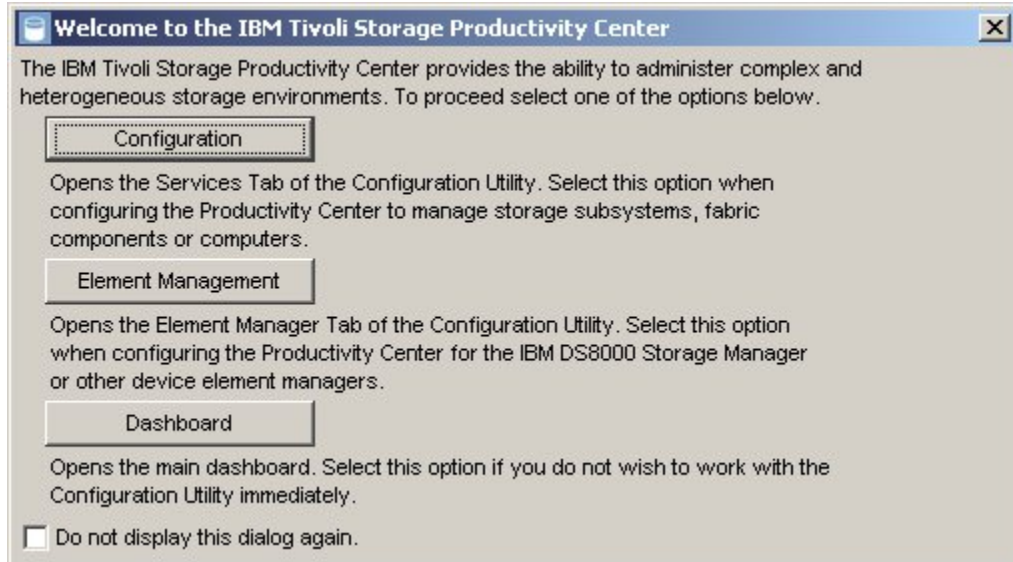 Welcome to the IBM Tivoli Storage Productivity Center
The IBM Tivoli Storage Productivity Center provides the ability to administer complex and
heterogeneous storage environments. To proceed select one of the options below.
Configuration
Opens the Services Tab of the Configuration Utility. Select this option when
configuring the Productivity Center to manage storage subsystems, fabric
components or computers.
Element Management
Opens the Element Manager Tab of the Configuration Utility. Select this option
when configuring the Productivity Center for the IBM DS8000 Storage Manager
or other device element managers.
Dashboard
Opens the main dashboard. Select this option if you do not wish to work with the
Configuration Utility immediately.
Do not display this dialog again.